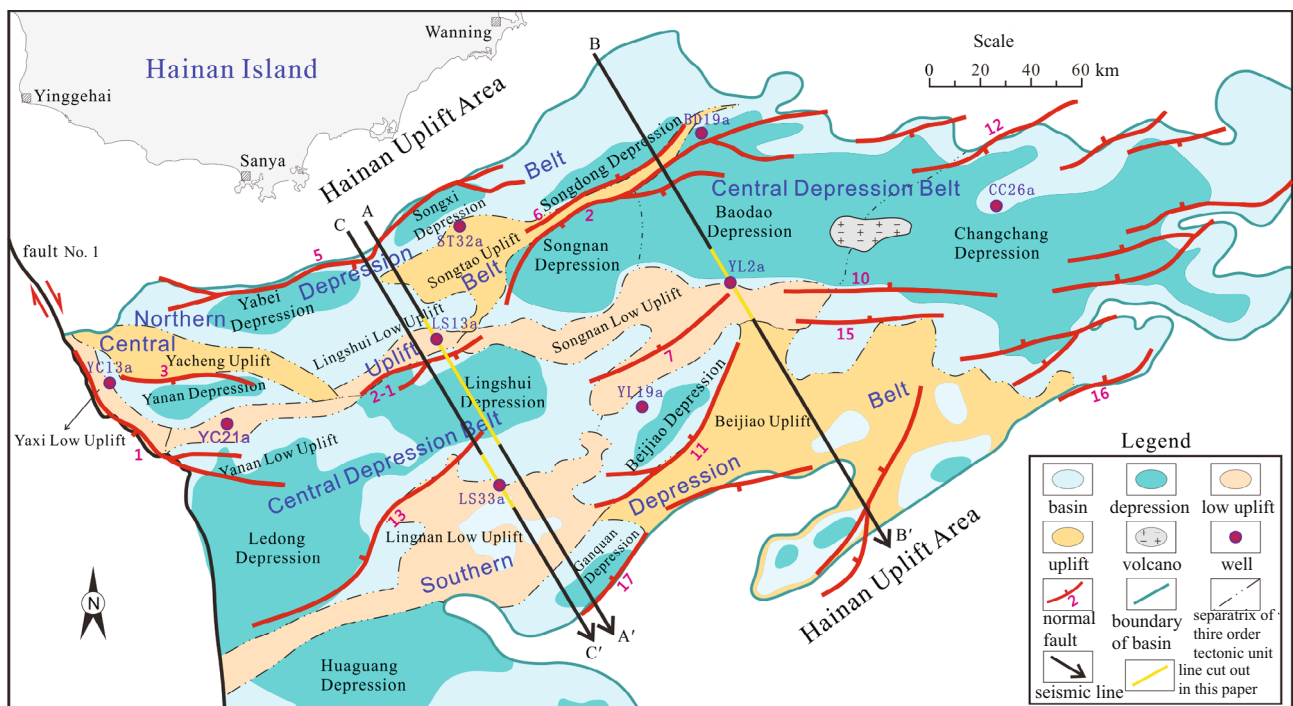 Wanning
Hainan Island
Yinggehai
Sanya
Hainan Uplift Area
B
Scale
0 20 40 60 km
BD19a
12
Belt
Songdong Depression
Central Depression Belt
CC26a
Songxi
Depression
ST32a
6
2
Baodao
Depression
Changchang
Depression
C
A
fault No. 1
5
Depression
Songtao Uplift
Belt
Songnan
Depression
YL2a
10
Yabei
Depression
Northern
Central
Lingshui Low Uplift
LS13a
Uplift
Songnan Low Uplift
15
Yacheng Uplift
YC13a
3
Yanan Depression
2-1
7
Lingshui
Depression
YL19a
Beijiao Depression
Belt
16
Yaxi Low Uplift
YC21a
1
Yanan Low Uplift
Central Depression Belt
Beijiao Uplift
11
Depression
LS33a
13
Ledong
Depression
Lingnan Low Uplift
Southern
Ganquan
Depression
17
B′
Hainan Uplift Area
N
A′
C′
Huaguang
Depression
Legend
basin
depression
low uplift
uplift
volcano
well
2
normal
fault
boundary
of basin
separatrix of
thire order
tectonic unit
seismic line
line cut out
in this paper